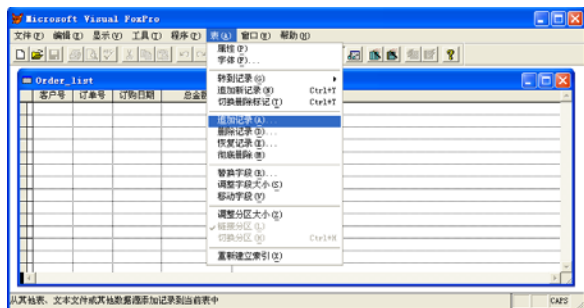 Microsoft Visual FoxPro
文件(F) 编辑(E) 显示(V) 工具(T) 程序(P) 表(A) 窗口(W) 帮助(H)
属性(P)
字体(F)...
Order_list
转到记录(G)
客户号 订单号 订购日期
追加新记录(N) Ctrl+Y
切换删除标记(T) Ctrl+T
追加记录(A)...
删除记录(D)...
恢复记录(E)...
彻底删除(M)
替换字段(R)...
调整字段大小(S)
移动字段(V)
调整分区大小(Z)
链接分区(L)
切换分区(H) Ctrl+H
重新建立索引(X)
从其他表、文本文件或其他数据源添加记录到当前表中 CAPS